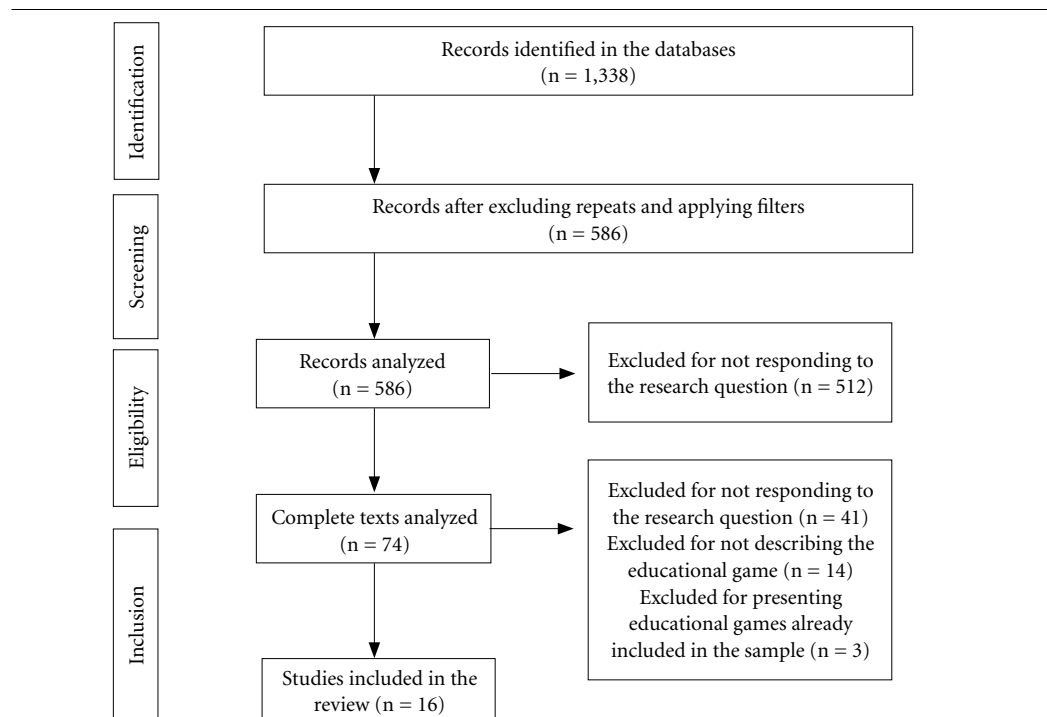 Identification
Records identified in the databases
(n = 1,338)
Screening
Records after excluding repeats and applying filters
(n = 586)
Eligibility
Records analyzed
(n = 586)
Excluded for not responding to
the research question (n = 512)
Inclusion
Complete texts analyzed
(n = 74)
Excluded for not responding to
the research question (n = 41)
Excluded for not describing the
educational game (n = 14)
Excluded for presenting
educational games already
included in the sample (n = 3)
Studies included in the
review (n = 16)